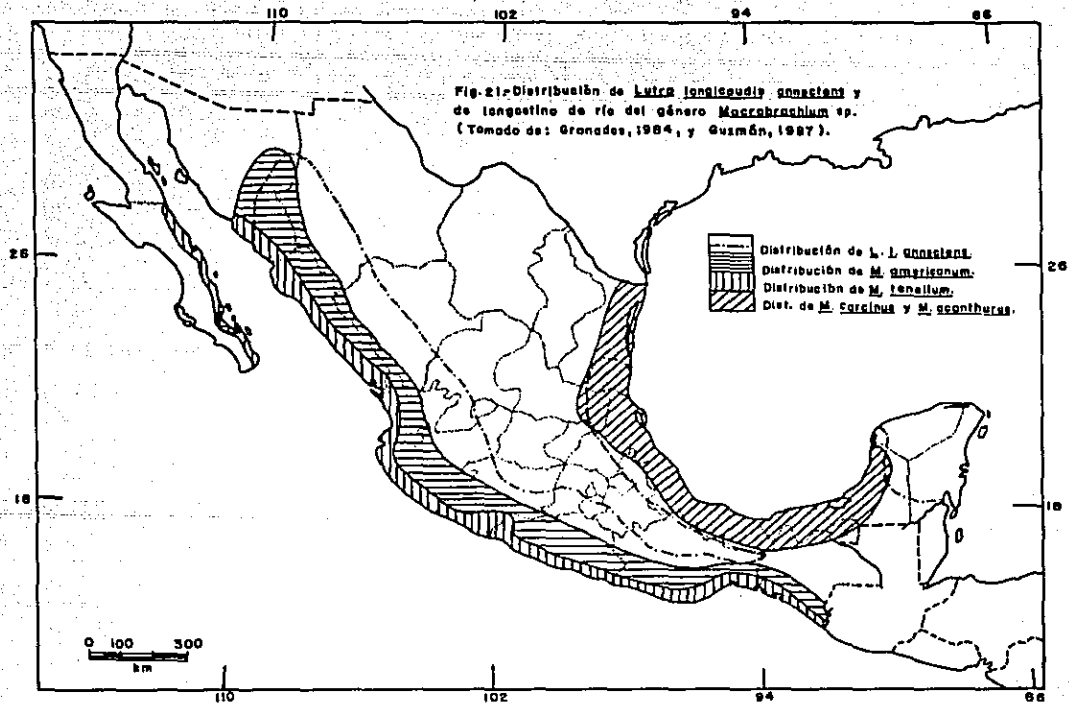 110 102 94 86
Fig. 21.- Distribución de Lutra longicaudis annectens y
de langostino de río del género Macrobrachium sp.
(Tomado de: Granados, 1984, y Guzmán, 1987).
26 26
Distribución de L. l. annectens.
Distribución de M. americanum.
Distribución de M. tenellum.
Dist. de M. carcinus y M. acanthurus.
18 18
0 100 300
km
110 102 94 86